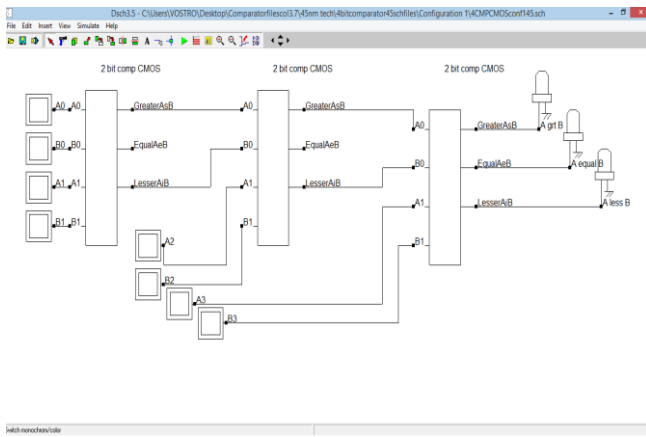 Dsch3.5 - C:\Users\VOSTRO\Desktop\Comparatorfilescol3.7\45nm tech\4bitcomparator45schfiles\Configuration 1\4CMPCMOSconf145.sch
File Edit Insert View Simulate Help
2 bit comp CMOS 2 bit comp CMOS 2 bit comp CMOS
A0 A0 GreaterAsB A0 GreaterAsB A0 GreaterAsB A grt B
B0 B0 EqualAeB B0 EqualAeB B0 EqualAeB A equal B
A1 A1 LesserAiB A1 LesserAiB A1 LesserAiB A less B
B1 B1 B1 B1
A2
B2
A3
B3
Switch monochrom/color